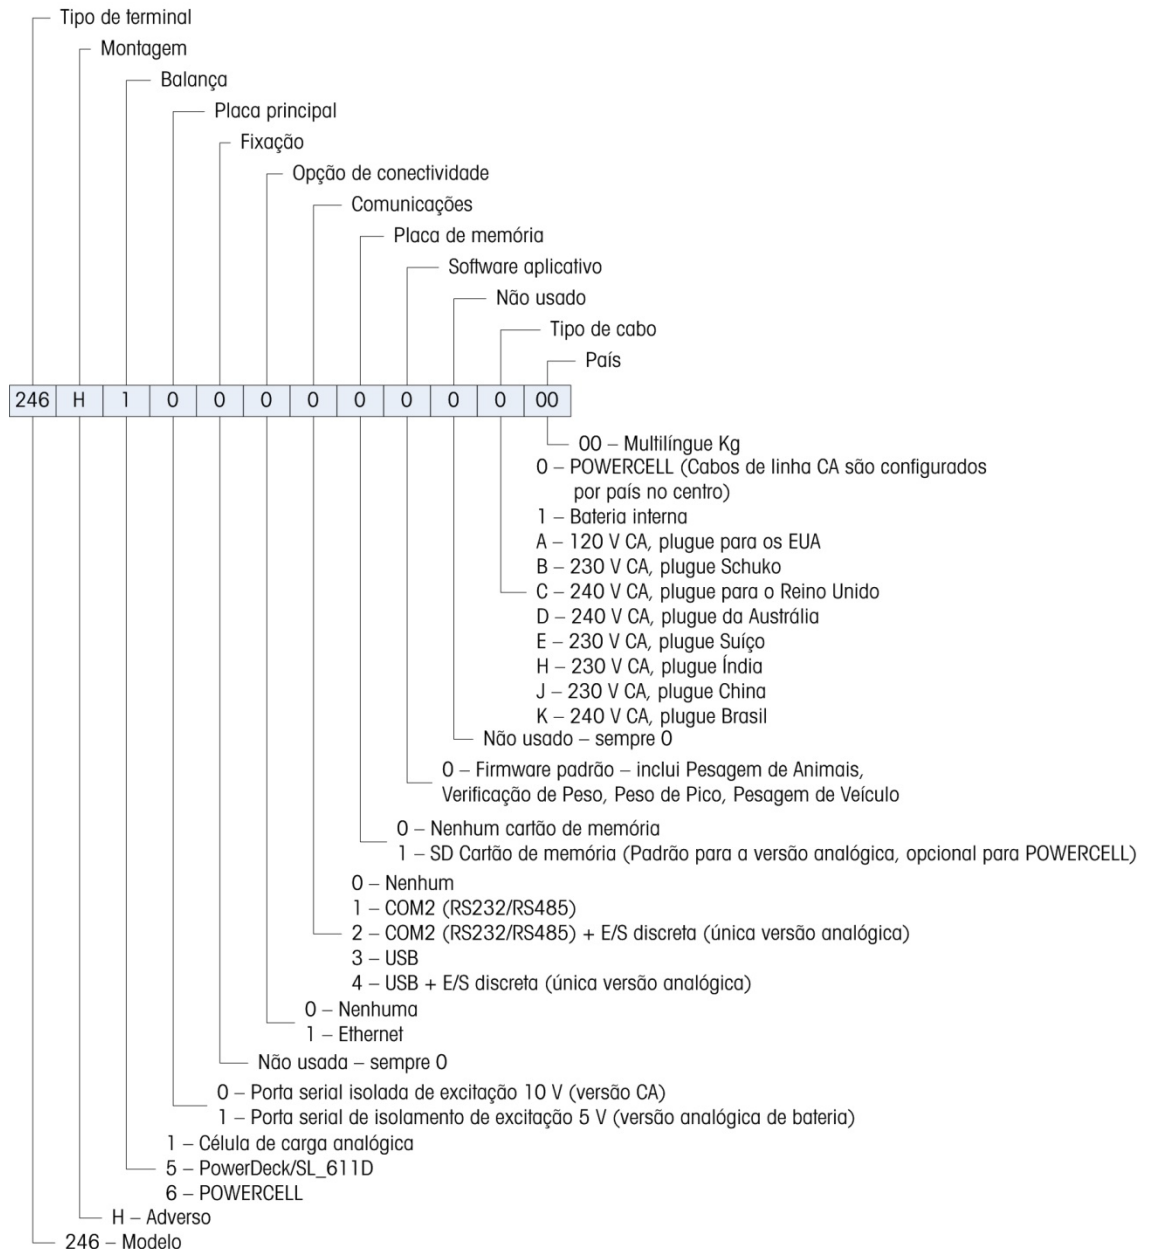 Tipo de terminal
Montagem
Balança
Placa principal
Fixação
Opção de conectividade
Comunicações
Placa de memória
Software aplicativo
Não usado
Tipo de cabo
País
246 H 1 0 0 0 0 0 0 0 0 00
00 – Multilíngue Kg
0 – POWERCELL (Cabos de linha CA são configurados
por país no centro)
1 – Bateria interna
A – 120 V CA, plugue para os EUA
B – 230 V CA, plugue Schuko
C – 240 V CA, plugue para o Reino Unido
D – 240 V CA, plugue da Austrália
E – 230 V CA, plugue Suíço
H – 230 V CA, plugue Índia
J – 230 V CA, plugue China
K – 240 V CA, plugue Brasil
Não usado – sempre 0
0 – Firmware padrão – inclui Pesagem de Animais,
Verificação de Peso, Peso de Pico, Pesagem de Veículo
0 – Nenhum cartão de memória
1 – SD Cartão de memória (Padrão para a versão analógica, opcional para POWERCELL)
0 – Nenhum
1 – COM2 (RS232/RS485)
2 – COM2 (RS232/RS485) + E/S discreta (única versão analógica)
3 – USB
4 – USB + E/S discreta (única versão analógica)
0 – Nenhuma
1 – Ethernet
Não usada – sempre 0
0 – Porta serial isolada de excitação 10 V (versão CA)
1 – Porta serial de isolamento de excitação 5 V (versão analógica de bateria)
1 – Célula de carga analógica
5 – PowerDeck/SL_611D
6 – POWERCELL
H – Adverso
246 – Modelo